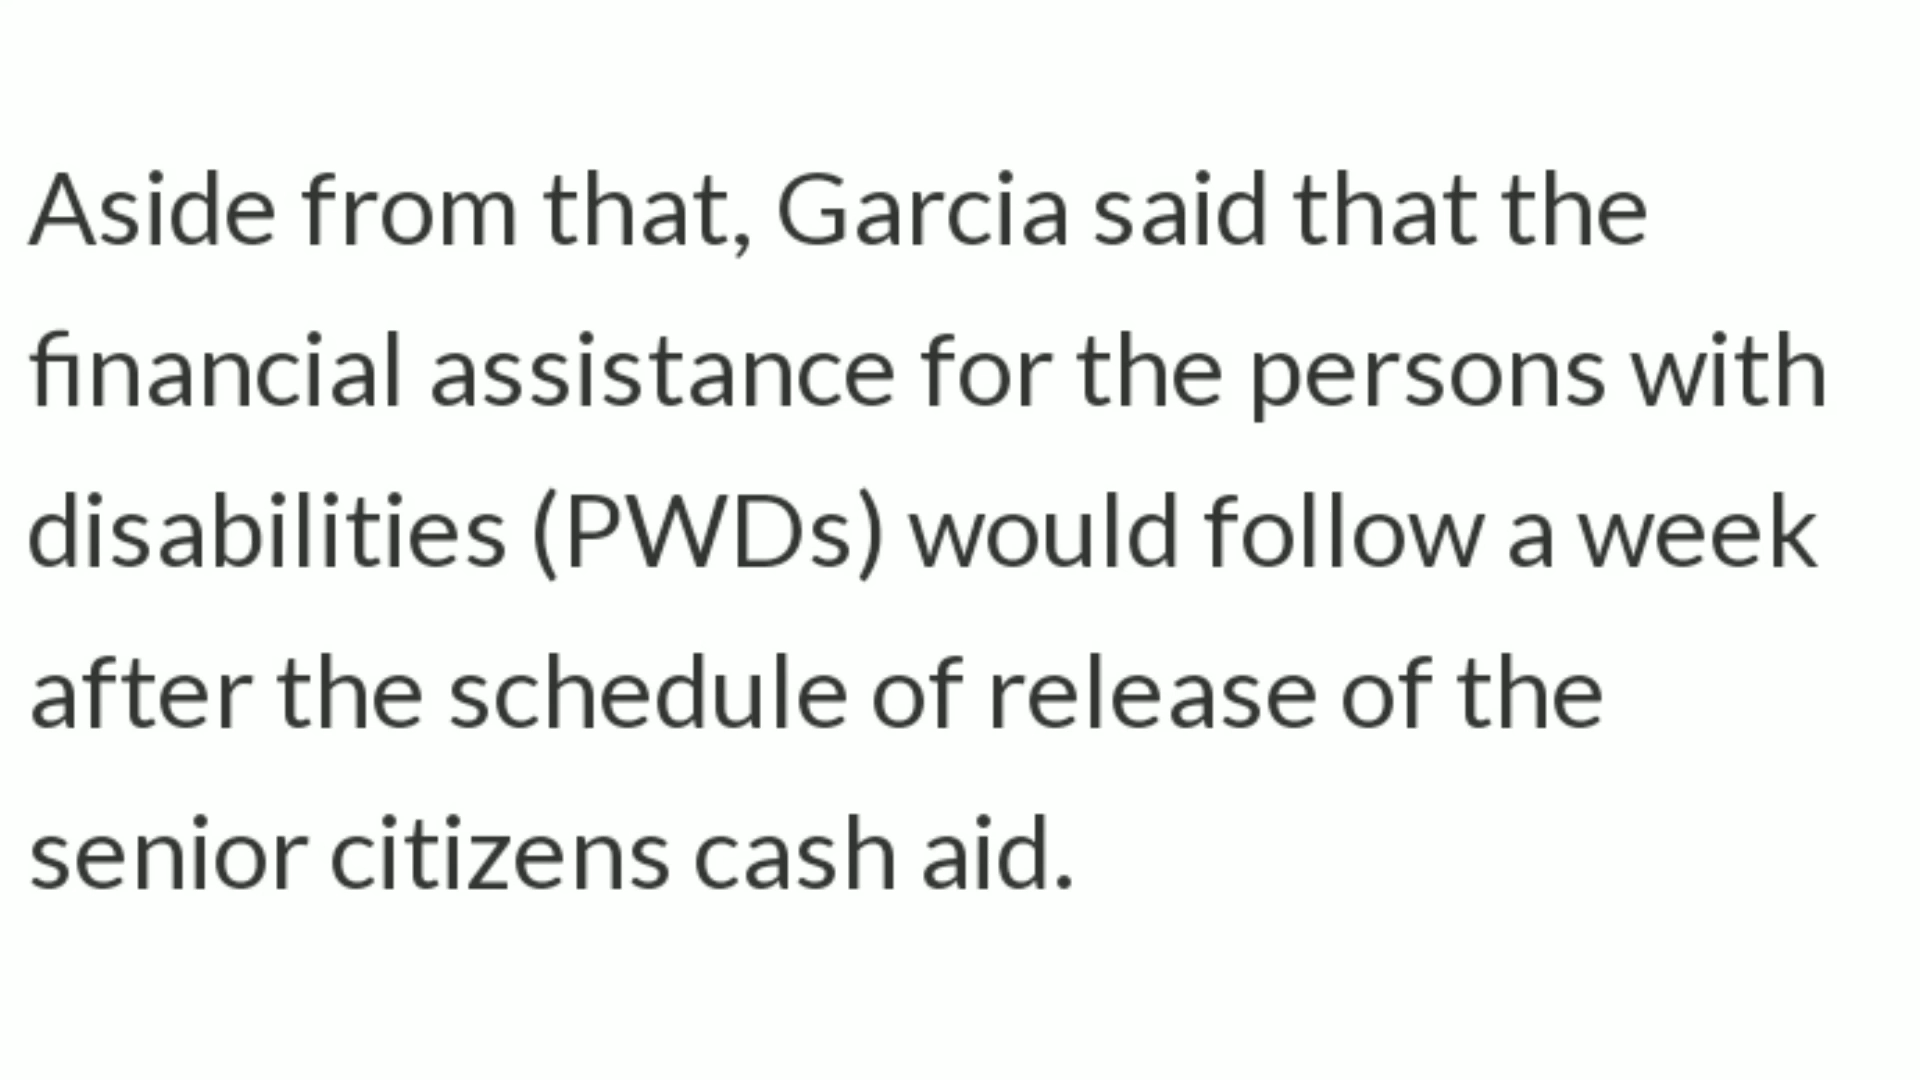 Aside from that, Garcia said that the
financial assistance for the persons with
disabilities (PWDs) would follow a week
after the schedule of release of the
senior citizens cash aid.